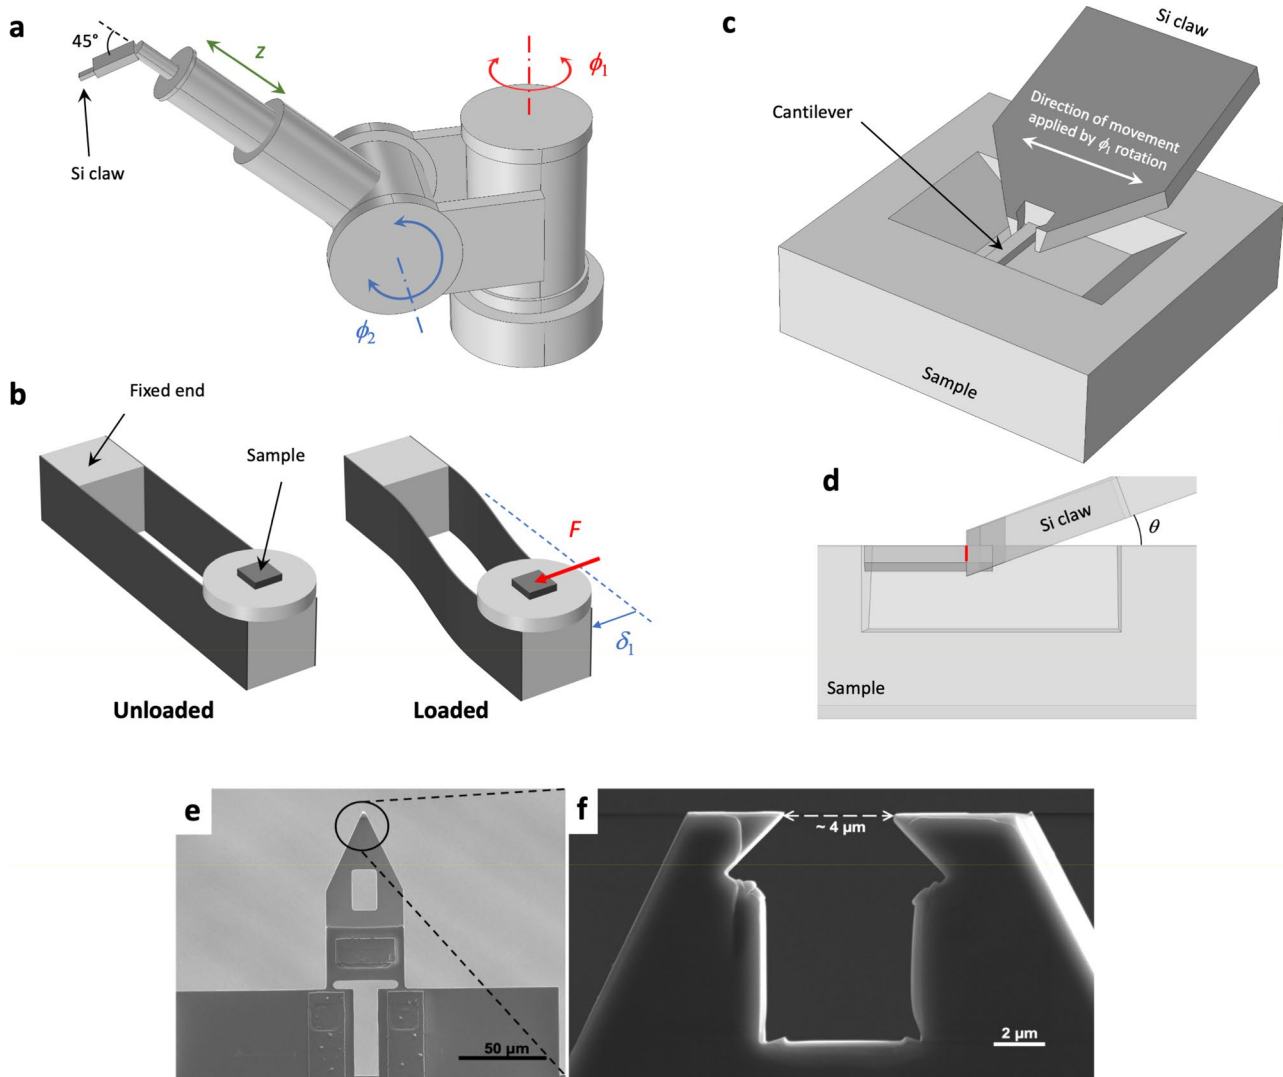 a
45°
z
ϕ1
Si claw
ϕ2
b
Fixed end
Sample
F
δ1
Unloaded
Loaded
c
Si claw
Cantilever
Direction of movement
applied by ϕ1 rotation
Sample
d
Si claw
θ
Sample
e
50 µm
f
~ 4 µm
2 µm